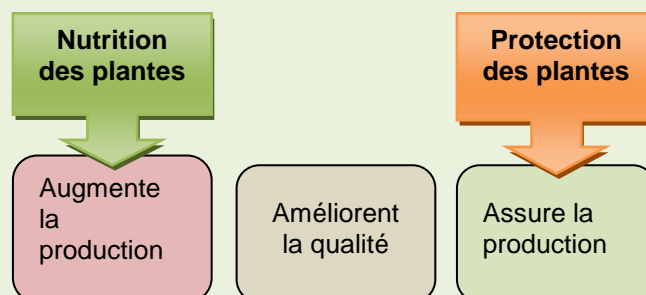 Nutrition
des plantes
Protection
des plantes
Augmente
la
production
Améliorent
la qualité
Assure la
production